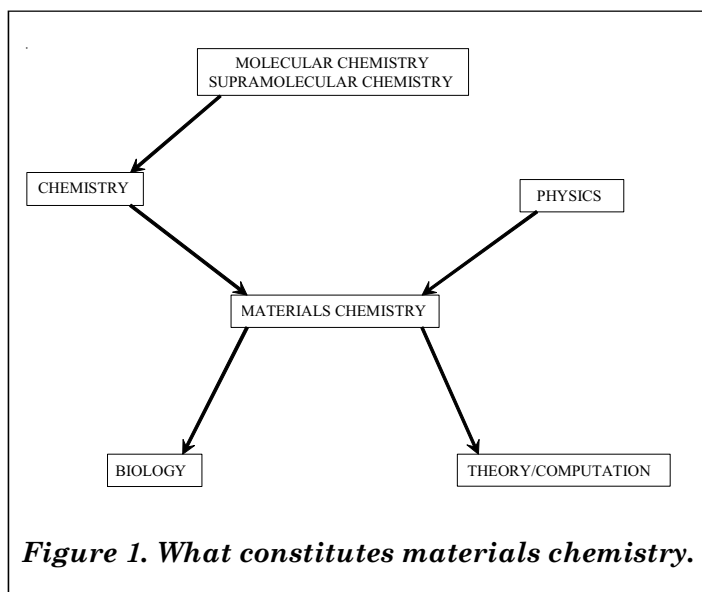 MOLECULAR CHEMISTRY
SUPRAMOLECULAR CHEMISTRY
CHEMISTRY
PHYSICS
MATERIALS CHEMISTRY
BIOLOGY
THEORY/COMPUTATION
Figure 1. What constitutes materials chemistry.